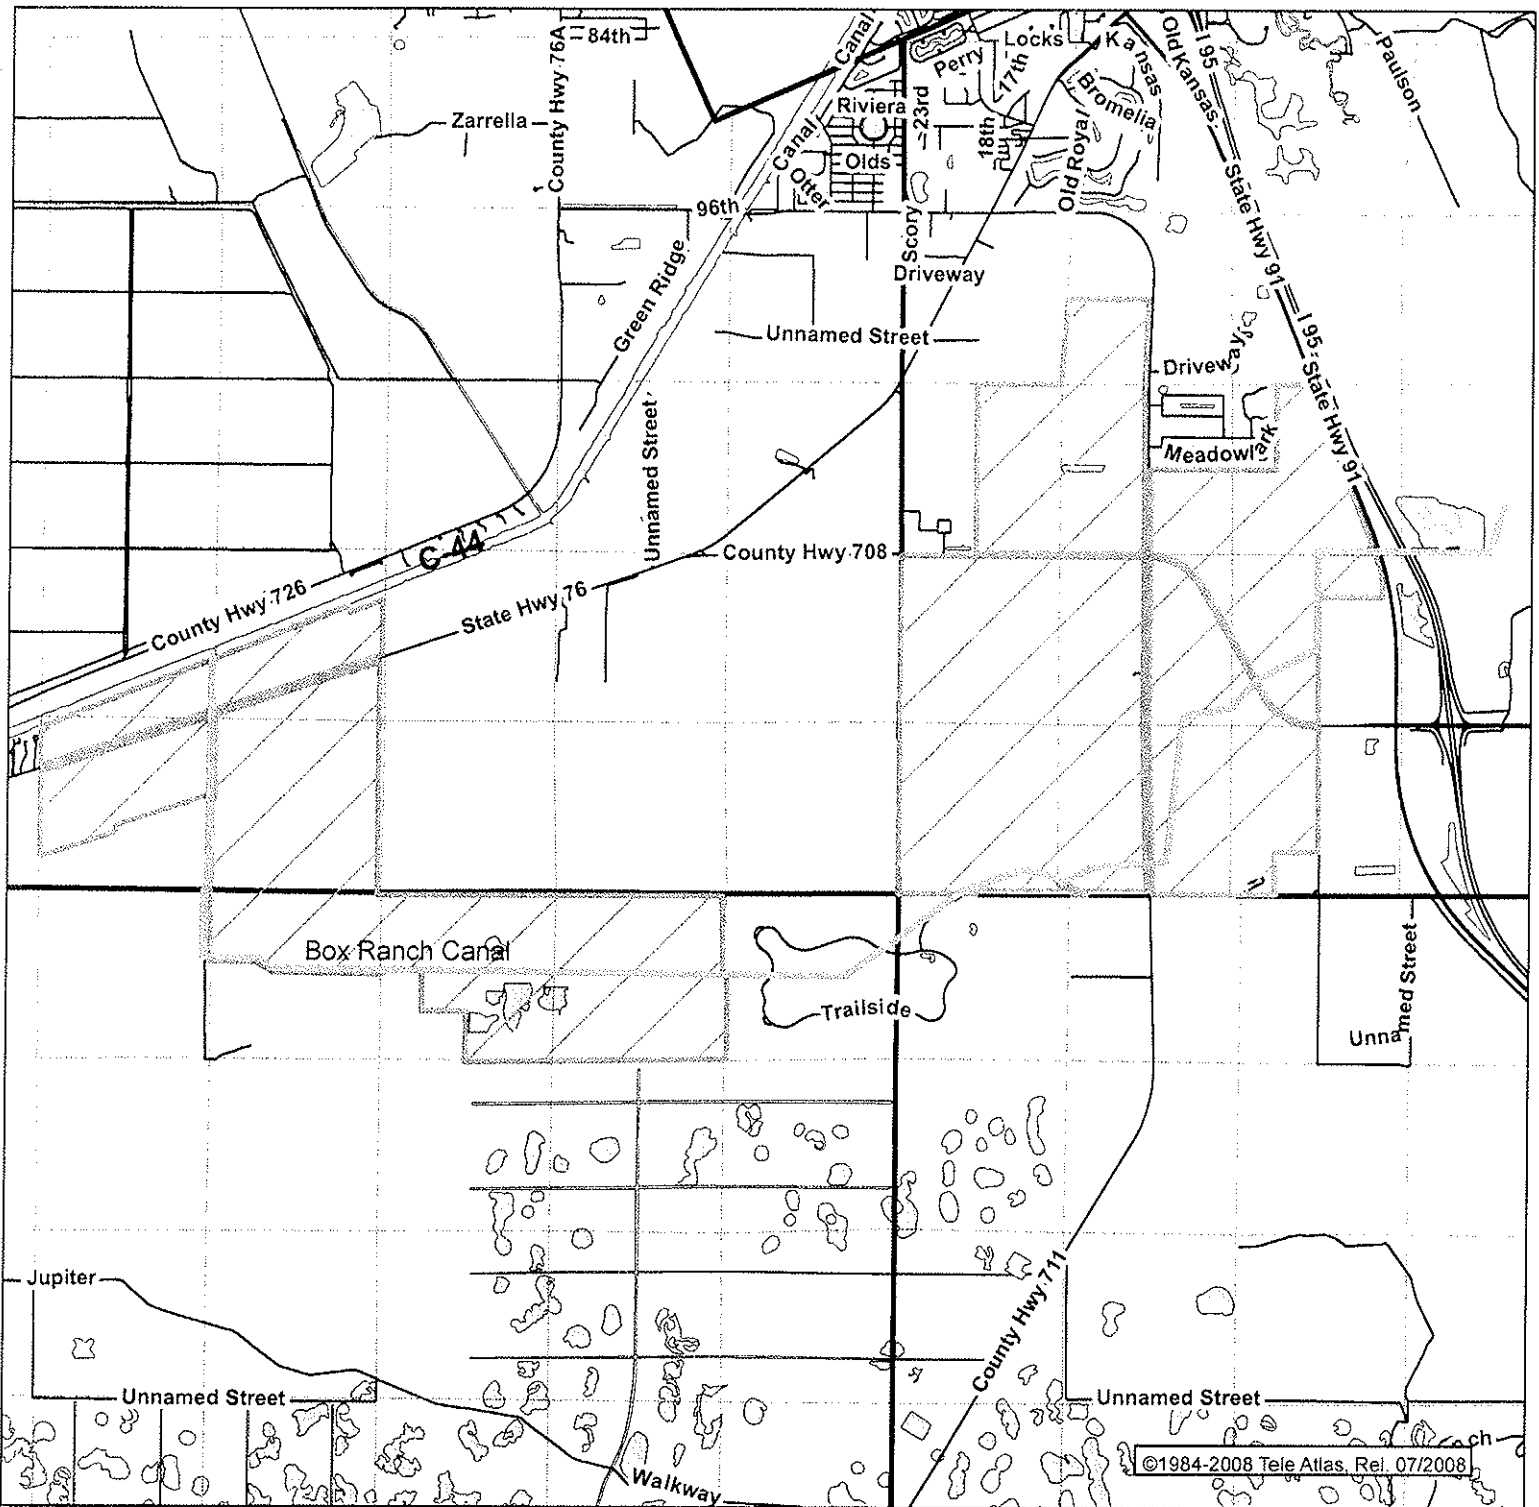 84th
County Hwy 76A
Canal
Perry
Locks
17th
Kansas
Old Kansas
I 95
Paulson
Zarrella
Riviera
23rd
18th
Bromelia
Canal
Olds
Otter
Old Royal
State Hwy 91
96th
Scory
Green Ridge
Driveway
Unnamed Street
I 95
State Hwy 91
Driveway
Unnamed Street
Meadowlark
C-44
County Hwy 708
County Hwy 726
State Hwy 76
Box Ranch Canal
Trailside
Unnamed Street
County Hwy 711
Jupiter
Unnamed Street
Unnamed Street
ch
Walkway
©1984-2008 Tele Atlas, Rel. 07/2008